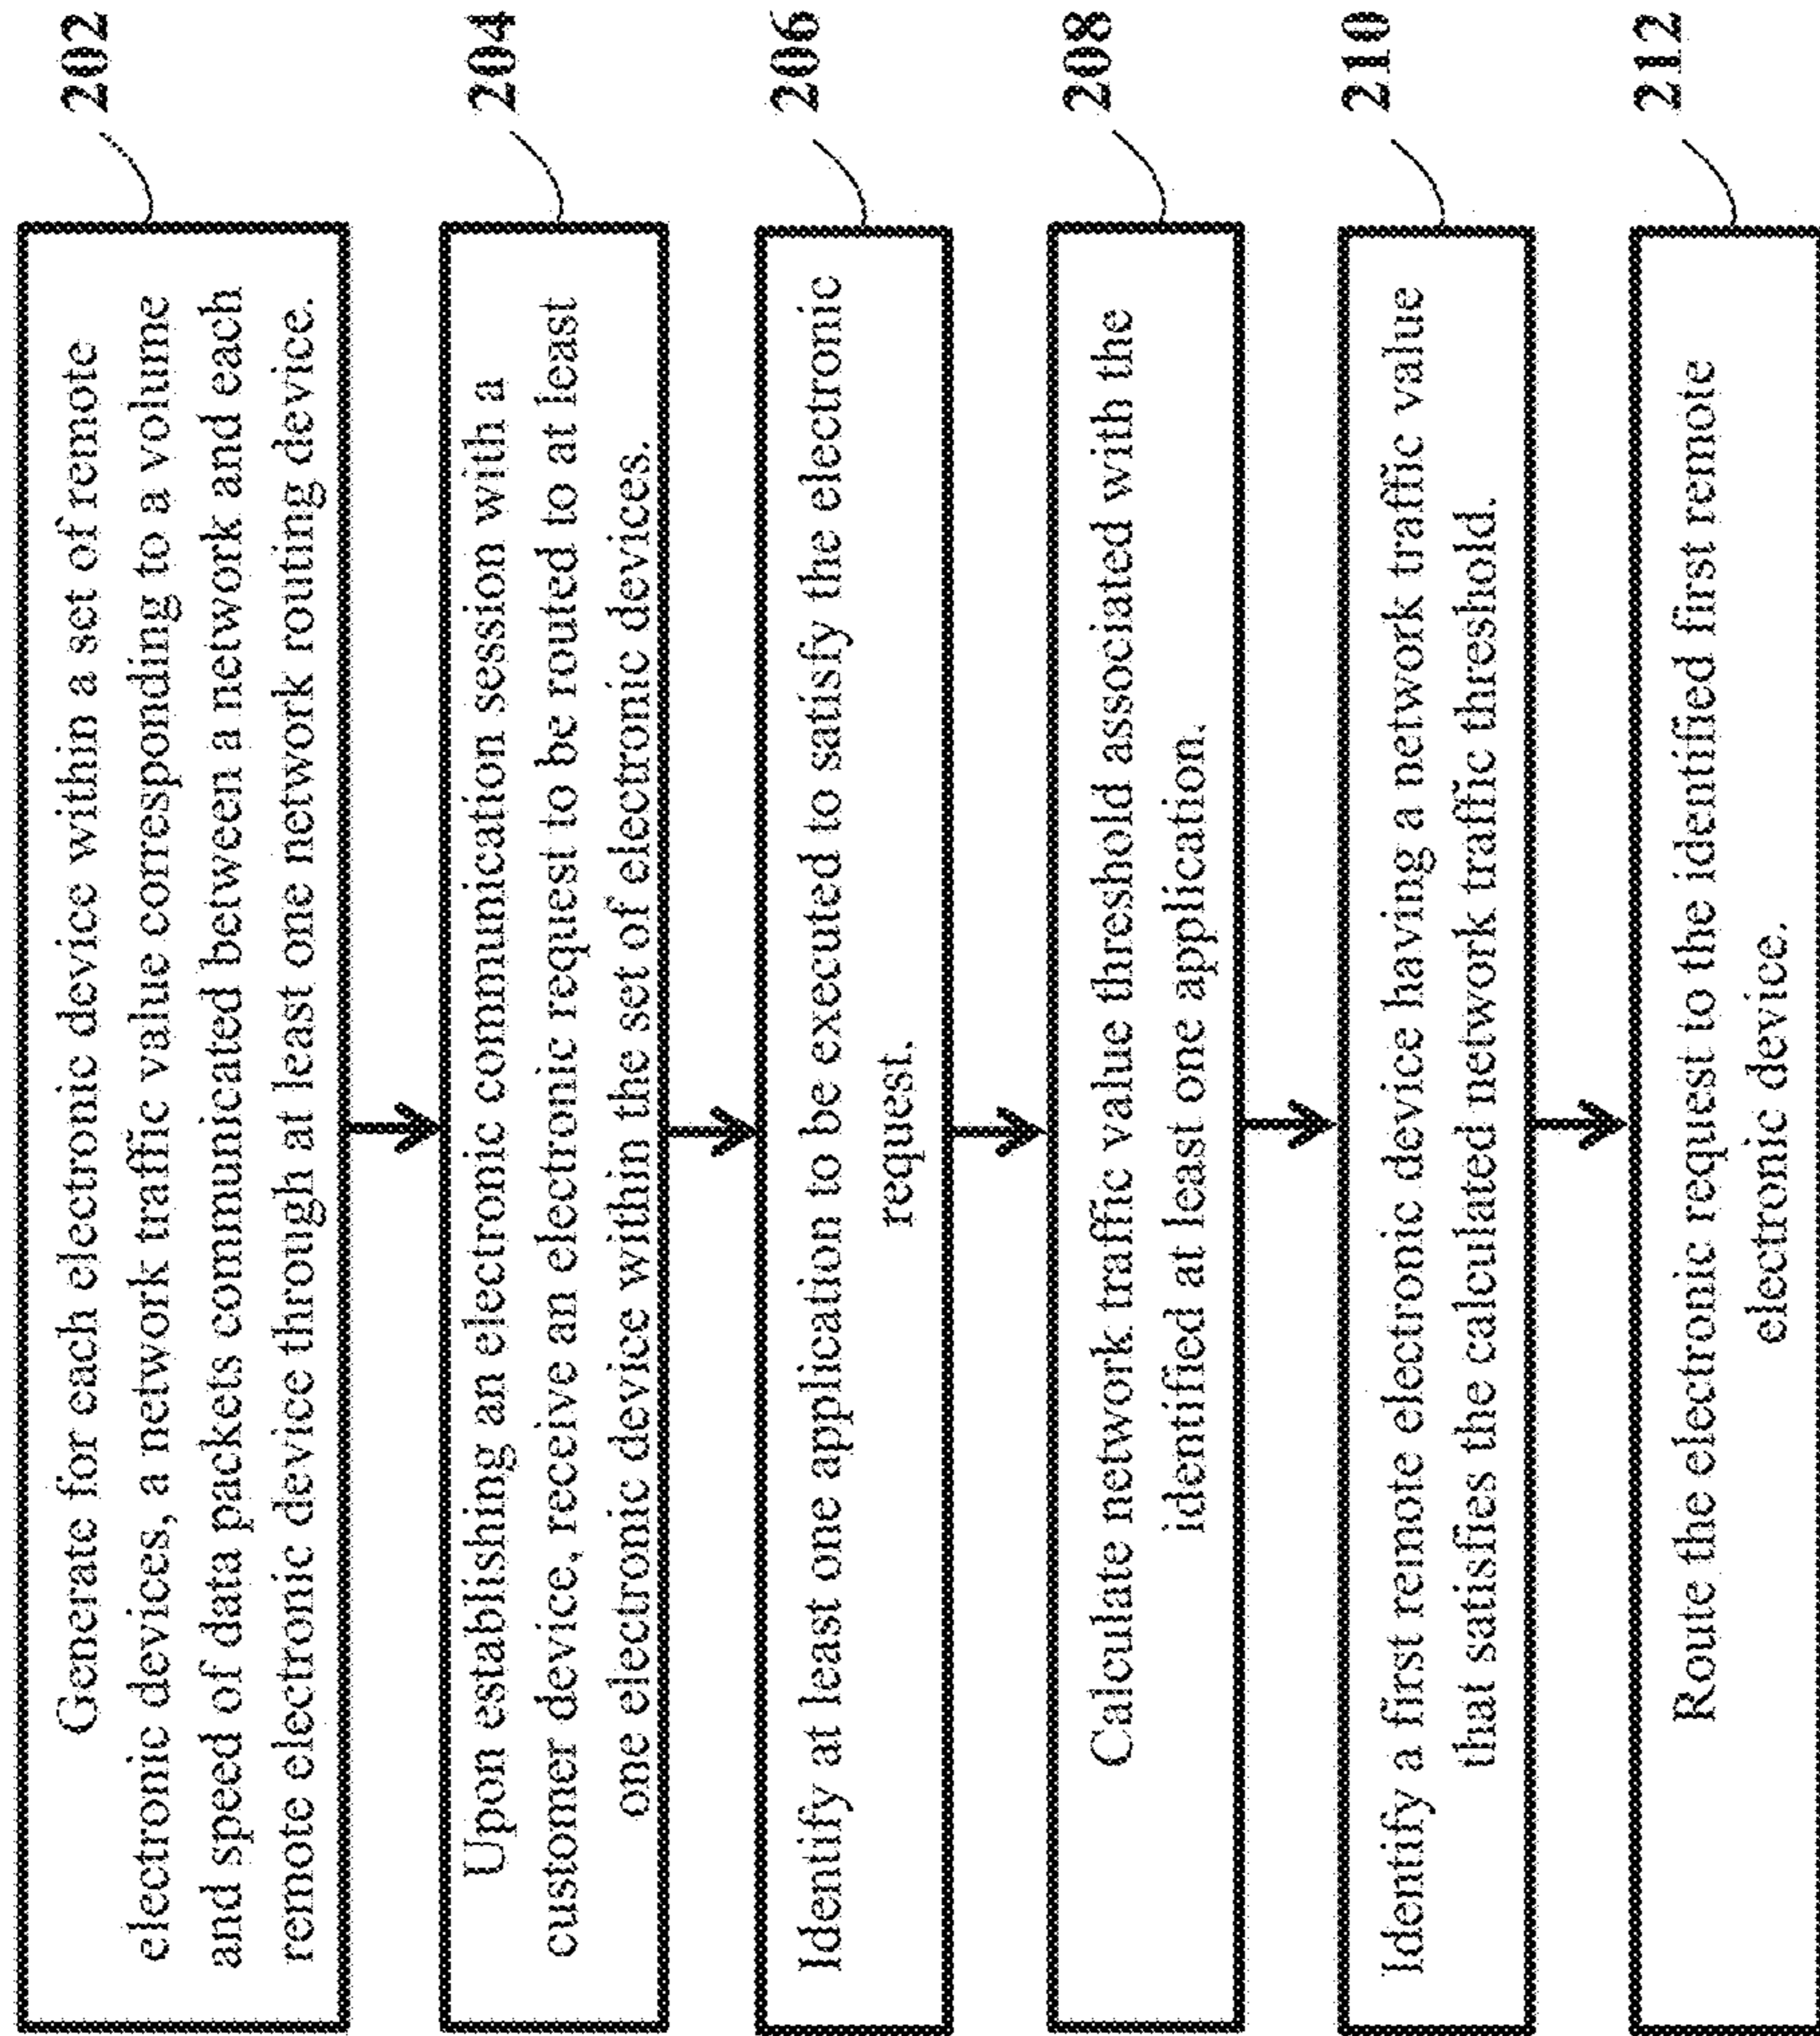 Generate for each electronic device within a set of remote
electronic devices, a network traffic value corresponding to a volume
and speed of data packets communicated between a network and each
remote electronic device through at least one network routing device.
202
Upon establishing an electronic communication session with a
customer device, receive an electronic request to be routed to at least
one electronic device within the set of electronic devices.
204
Identify at least one application to be executed to satisfy the electronic
request.
206
Calculate network traffic value threshold associated with the
identified at least one application.
208
Identify a first remote electronic device having a network traffic value
that satisfies the calculated network traffic threshold.
210
Route the electronic request to the identified first remote
electronic device.
212